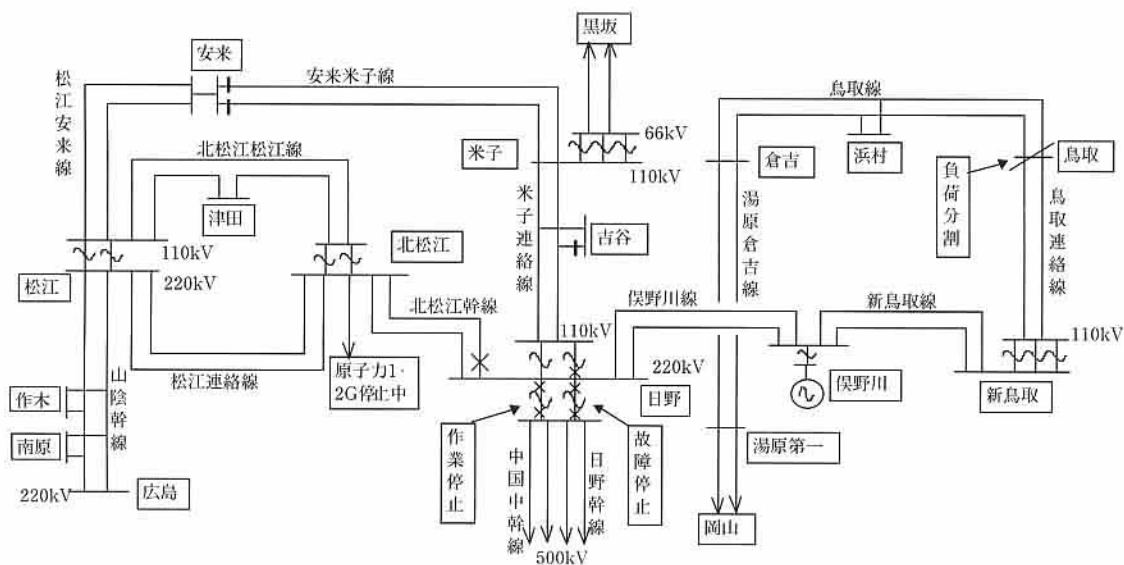 黒坂
安来
安来米子線
鳥取線
松江安来線
66kV
北松江松江線
米子
110kV
倉吉
浜村
鳥取
負荷分割
津田
米子連絡線
吉谷
湯原倉吉線
鳥取連絡線
110kV
松江
220kV
北松江
北松江幹線
俣野川線
新鳥取線
110kV
110kV
220kV
松江連絡線
原子力1・
2G停止中
日野
俣野川
新鳥取
山陰幹線
作木
南原
作業停止
中国中幹線
日野幹線
故障停止
湯原第一
220kV
広島
岡山
500kV